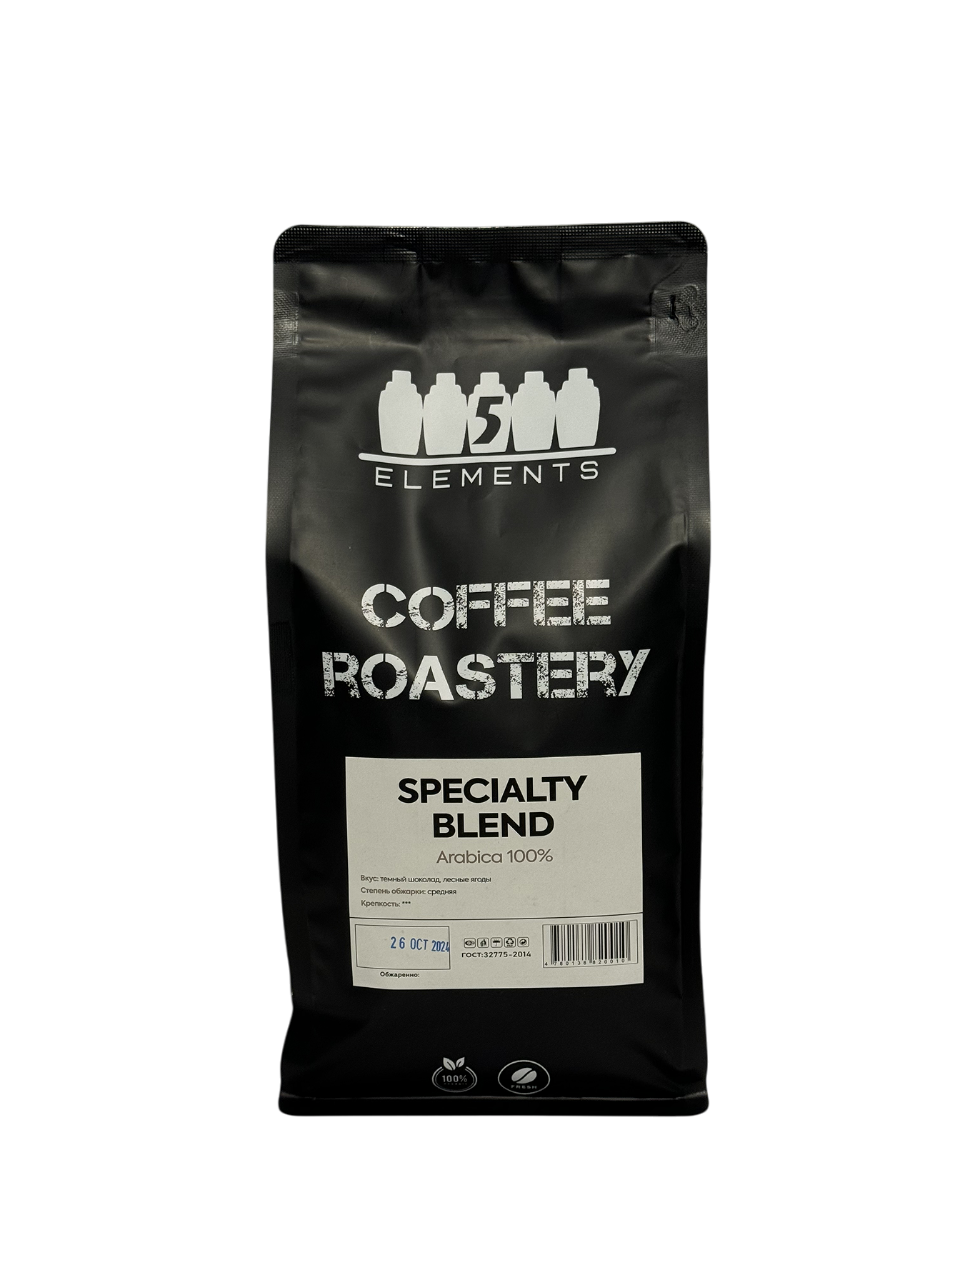 5
ELEMENTS
COFFEE
ROASTERY
SPECIALTY
BLEND
Arabica 100%
Вкус: темный шоколад, лесные ягоды
Степень обжарки: средняя
Крепкость: ***
26 OCT 2024
ГОСТ:32775-2014
Обжаренно:
100%
FRESH